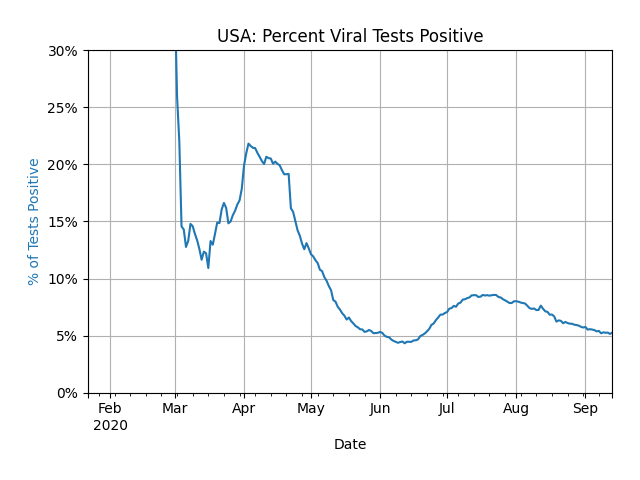 USA: Percent Viral Tests Positive
30%
25%
20%
15%
10%
5%
0%
% of Tests Positive
Feb Mar Apr May Jun Jul Aug Sep
2020
Date